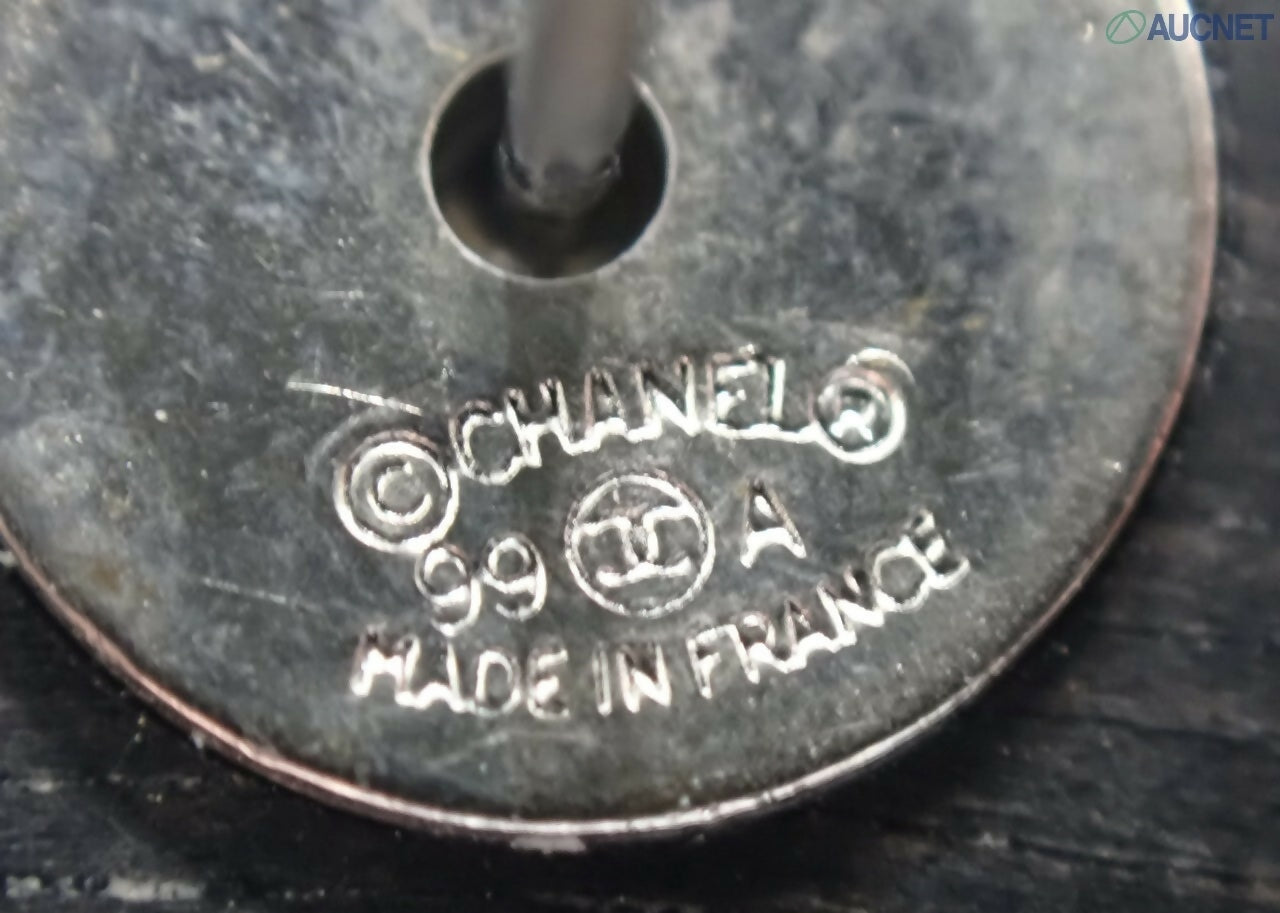 AUCNET
© CHANEL ®
99 A
MADE IN FRANCE